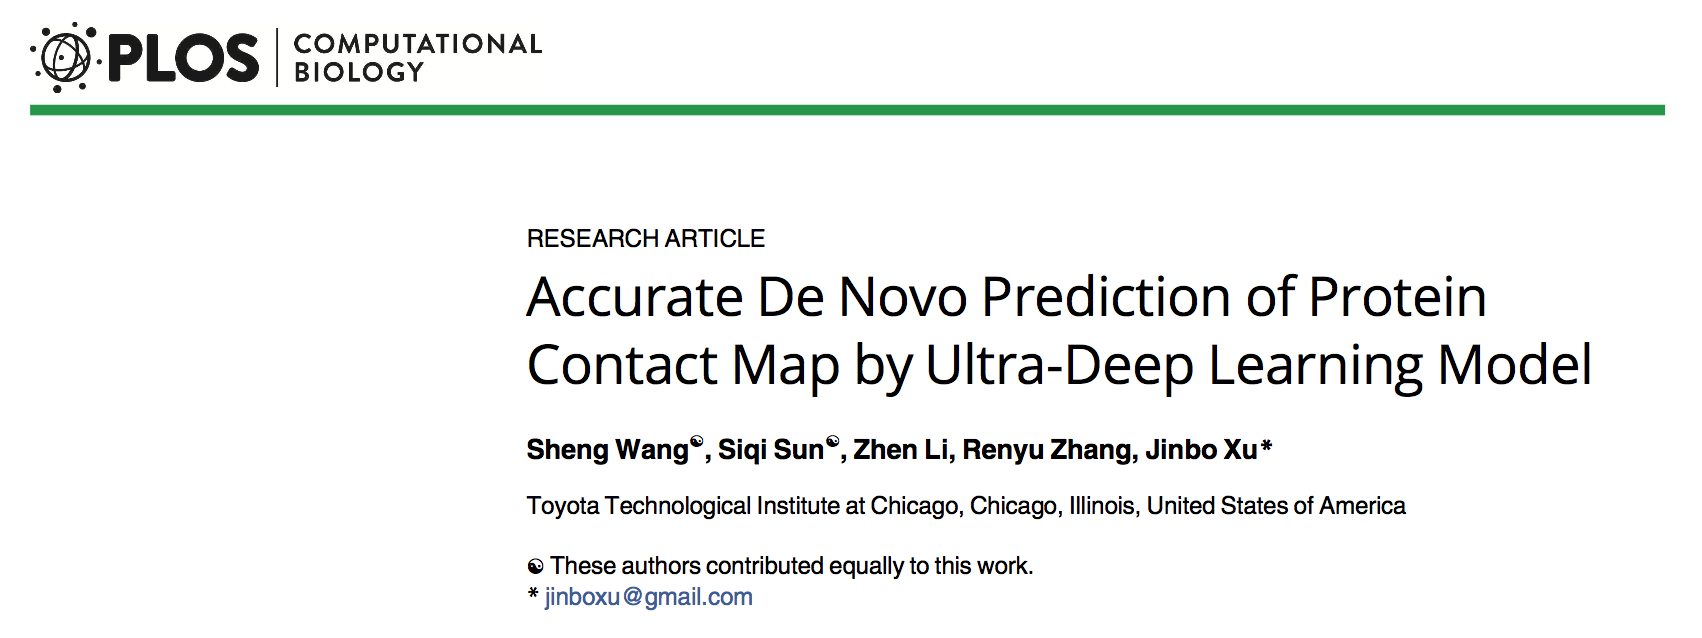 PLOS COMPUTATIONAL BIOLOGY
RESEARCH ARTICLE
Accurate De Novo Prediction of Protein
Contact Map by Ultra-Deep Learning Model
Sheng Wang☯, Siqi Sun☯, Zhen Li, Renyu Zhang, Jinbo Xu*
Toyota Technological Institute at Chicago, Chicago, Illinois, United States of America
☯ These authors contributed equally to this work.
* jinboxu@gmail.com